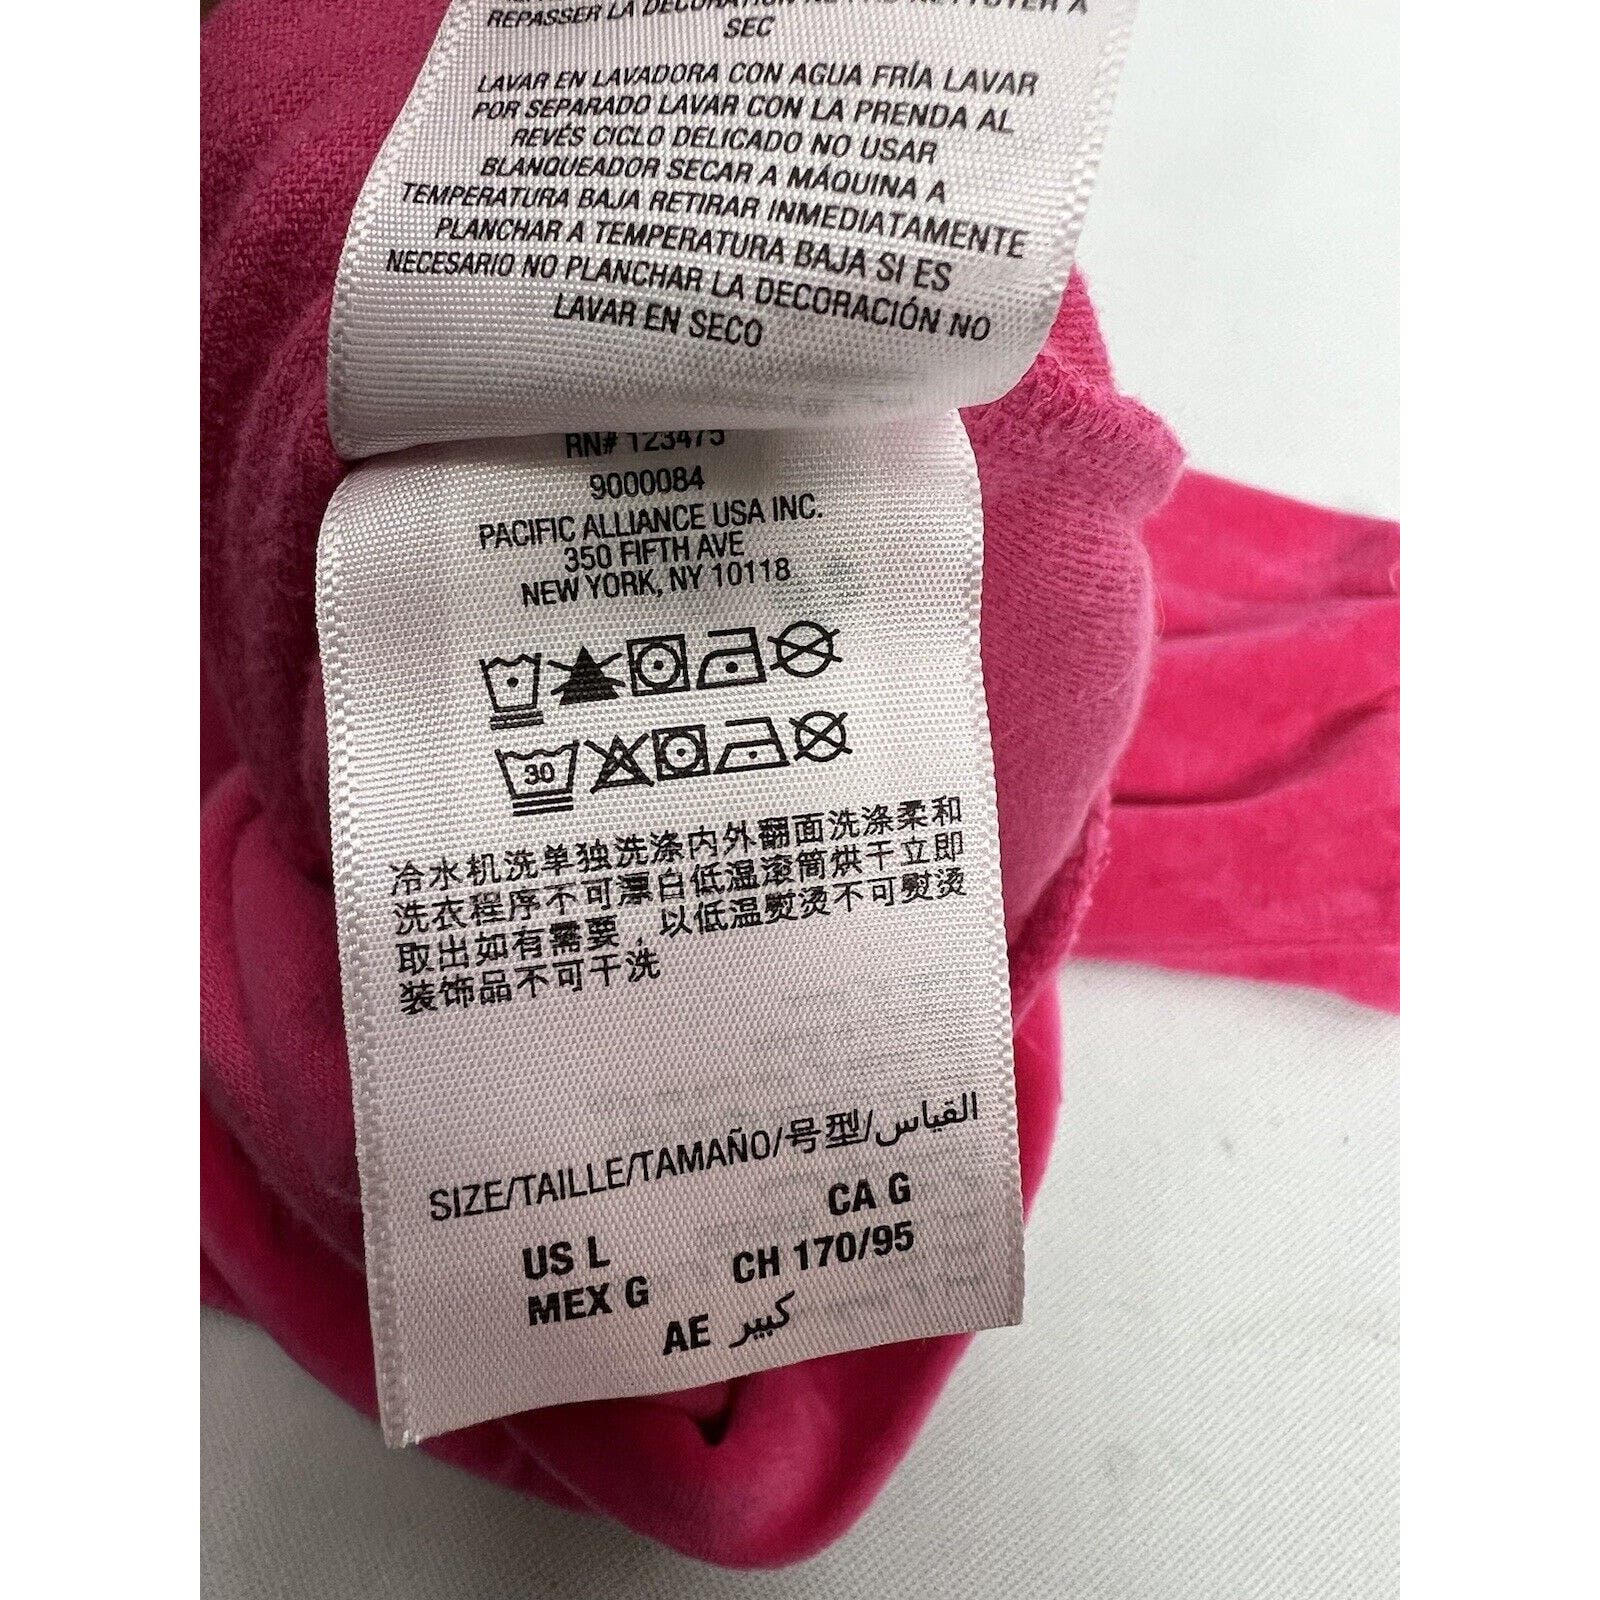 REPASSER LA DECORATION NE PAS NETTOYER À
SEC
LAVAR EN LAVADORA CON AGUA FRÍA LAVAR
POR SEPARADO LAVAR CON LA PRENDA AL
REVÉS CICLO DELICADO NO USAR
BLANQUEADOR SECAR A MÁQUINA A
TEMPERATURA BAJA RETIRAR INMEDIATAMENTE
PLANCHAR A TEMPERATURA BAJA SI ES
NECESARIO NO PLANCHAR LA DECORACIÓN NO
LAVAR EN SECO
RN# 123475
9000084
PACIFIC ALLIANCE USA INC.
350 FIFTH AVE
NEW YORK, NY 10118
30
冷水机洗单独洗涤内外翻面洗涤柔和
洗衣程序不可漂白低温滚筒烘干立即
取出如有需要，以低温熨烫不可熨烫
装饰品不可干洗
SIZE/TAILLE/TAMAÑO/号型/القياس
US L CA G
MEX G CH 170/95
AE كبير